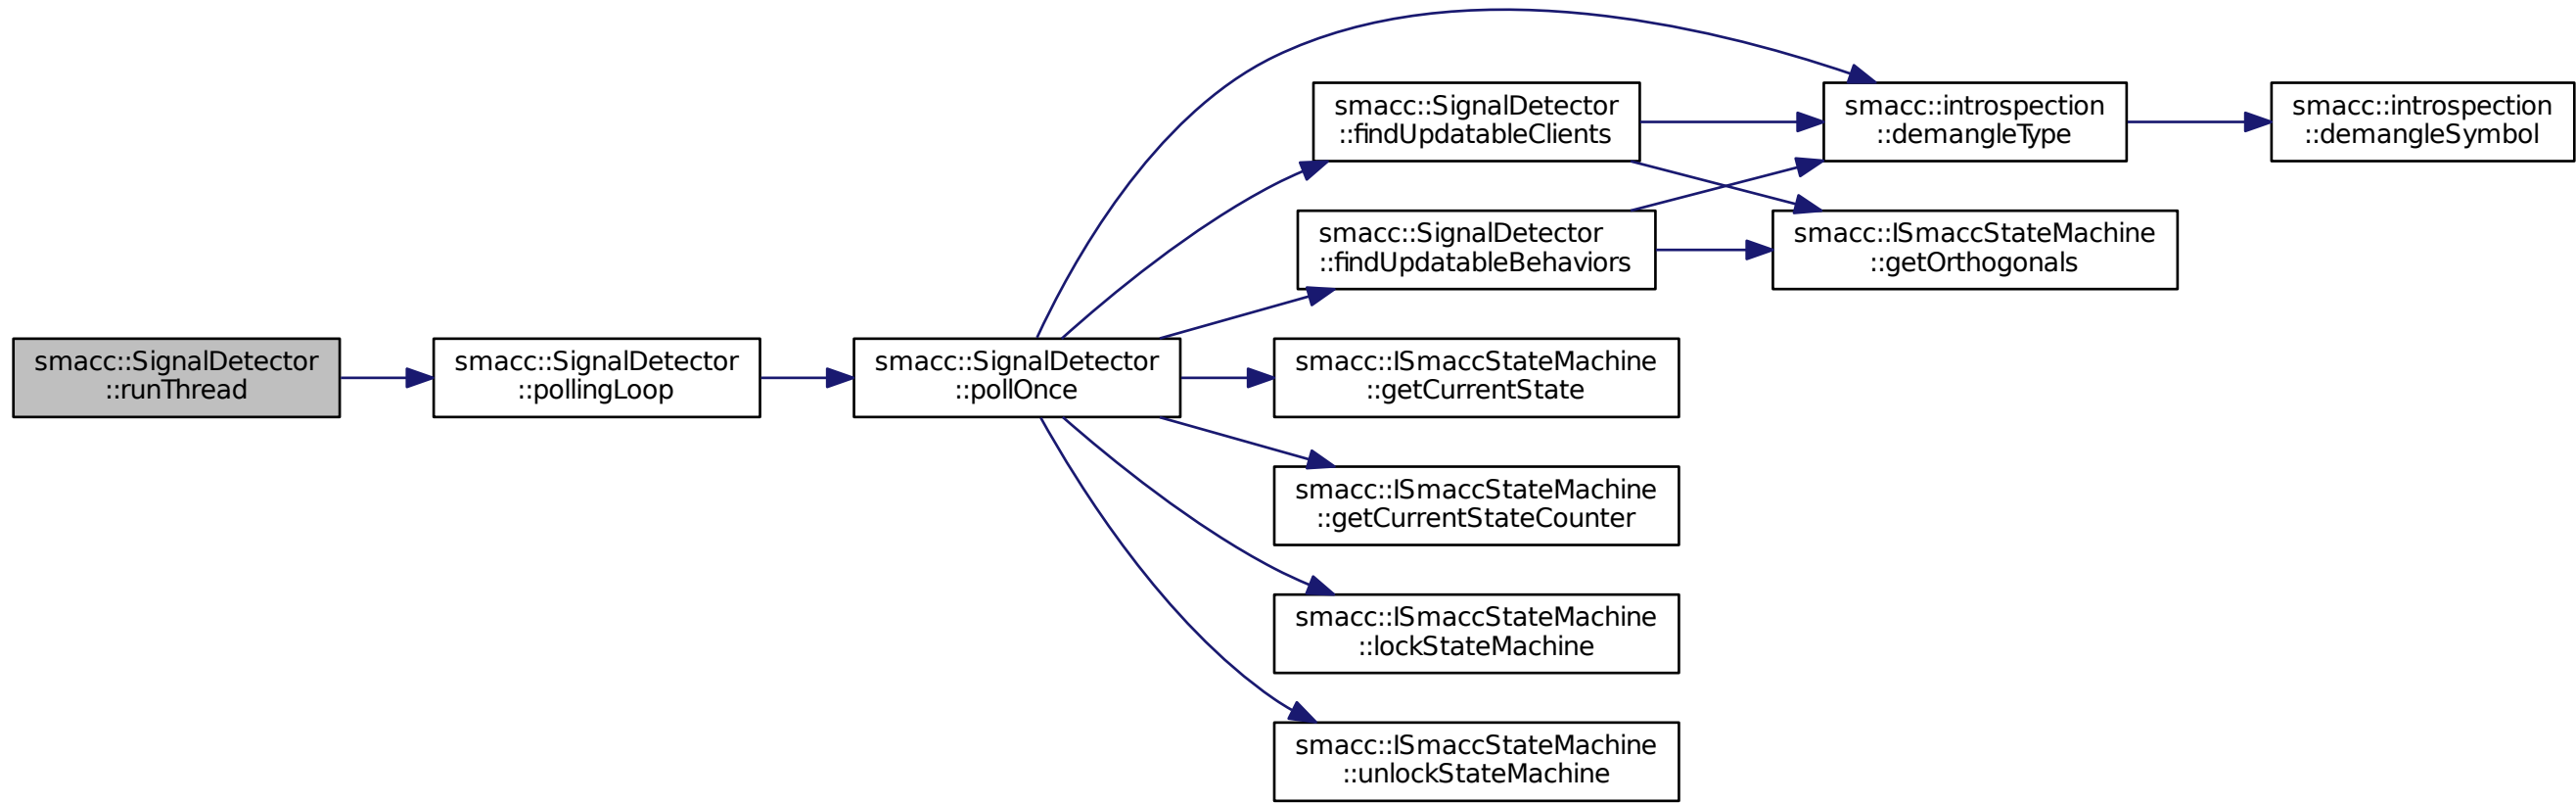 smacc::SignalDetector
::runThread
smacc::SignalDetector
::pollingLoop
smacc::SignalDetector
::pollOnce
smacc::SignalDetector
::findUpdatableClients
smacc::SignalDetector
::findUpdatableBehaviors
smacc::ISmaccStateMachine
::getCurrentState
smacc::ISmaccStateMachine
::getCurrentStateCounter
smacc::ISmaccStateMachine
::lockStateMachine
smacc::ISmaccStateMachine
::unlockStateMachine
smacc::introspection
::demangleType
smacc::ISmaccStateMachine
::getOrthogonals
smacc::introspection
::demangleSymbol